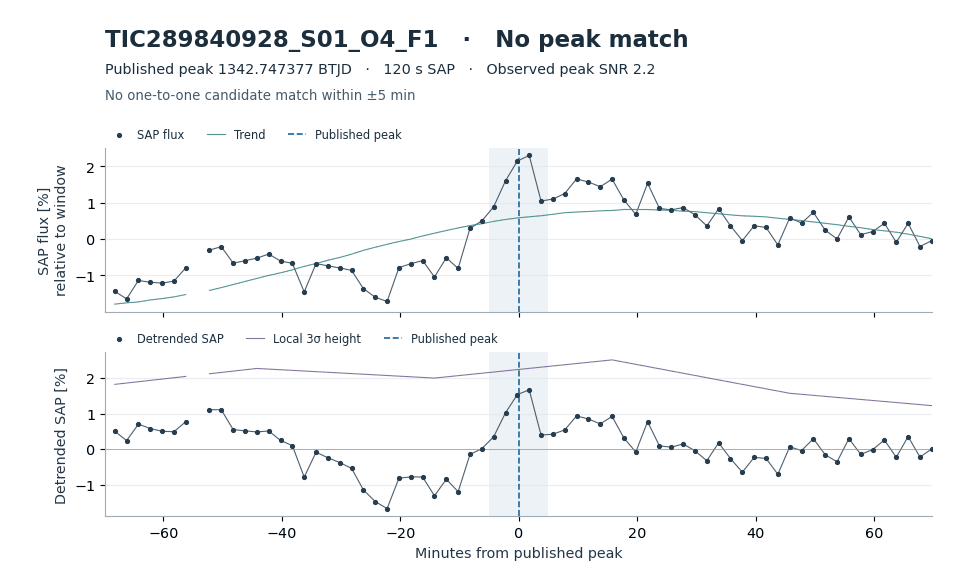 TIC289840928_S01_O4_F1 · No peak match
Published peak 1342.747377 BTJD · 120 s SAP · Observed peak SNR 2.2
No one-to-one candidate match within ±5 min
SAP flux Trend Published peak
SAP flux [%]
relative to window
2
1
0
−1
Detrended SAP Local 3σ height Published peak
Detrended SAP [%]
2
1
0
−1
−60 −40 −20 0 20 40 60
Minutes from published peak